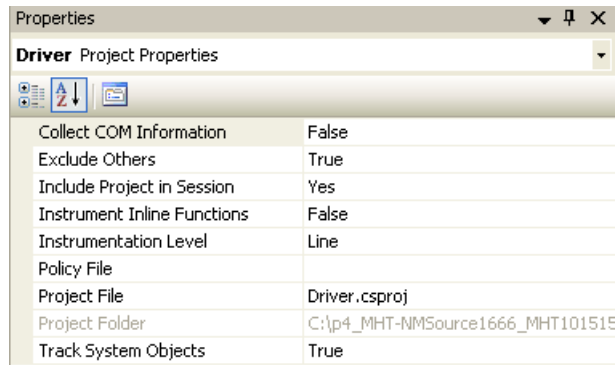 Properties
Driver Project Properties
Collect COM Information False
Exclude Others True
Include Project in Session Yes
Instrument Inline Functions False
Instrumentation Level Line
Policy File
Project File Driver.csproj
Project Folder C:\p4_MHT-NMSource1666_MHT101515
Track System Objects True